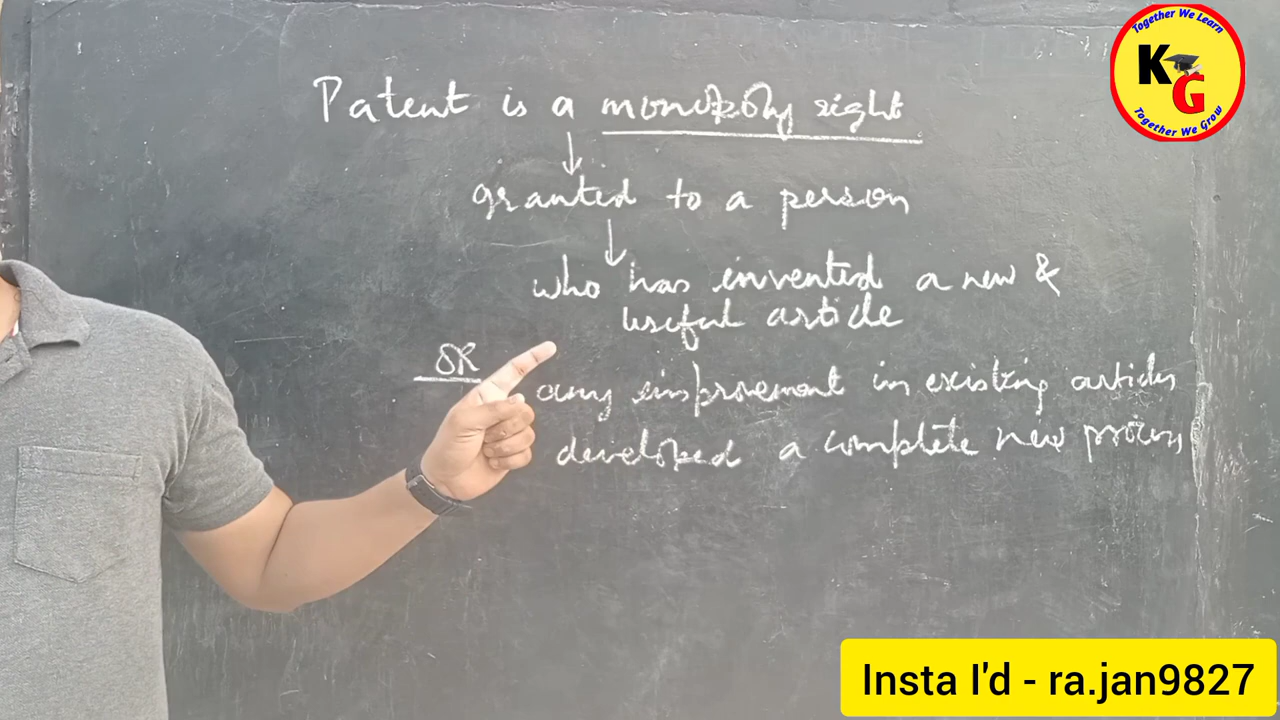 Patent is a monopoly right
granted to a person
who has invented a new &
useful article
OR
any improvement in existing articles
developed a complete new process
Together We Learn
KG
Together We Grow
Insta I'd - ra.jan9827